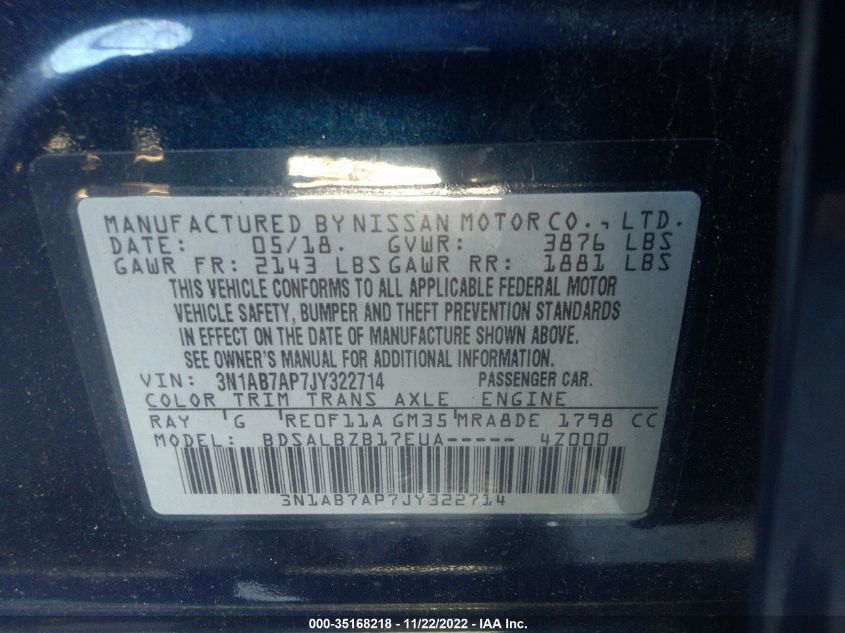 MANUFACTURED BY NISSAN MOTOR CO., LTD.
DATE: 05/18. GVWR: 3876 LBS
GAWR FR: 2143 LBS GAWR RR: 1881 LBS
THIS VEHICLE CONFORMS TO ALL APPLICABLE FEDERAL MOTOR
VEHICLE SAFETY, BUMPER AND THEFT PREVENTION STANDARDS
IN EFFECT ON THE DATE OF MANUFACTURE SHOWN ABOVE.
SEE OWNER'S MANUAL FOR ADDITIONAL INFORMATION.
VIN: 3N1AB7AP7JY322714 PASSENGER CAR.
COLOR TRIM TRANS AXLE ENGINE
RAY G RE0F11A GM35 MRA8DE 1798 CC
MODEL: BDSALBZB17EUA----- 4Z000
3N1AB7AP7JY322714
000-35168218 - 11/22/2022 - IAA Inc.